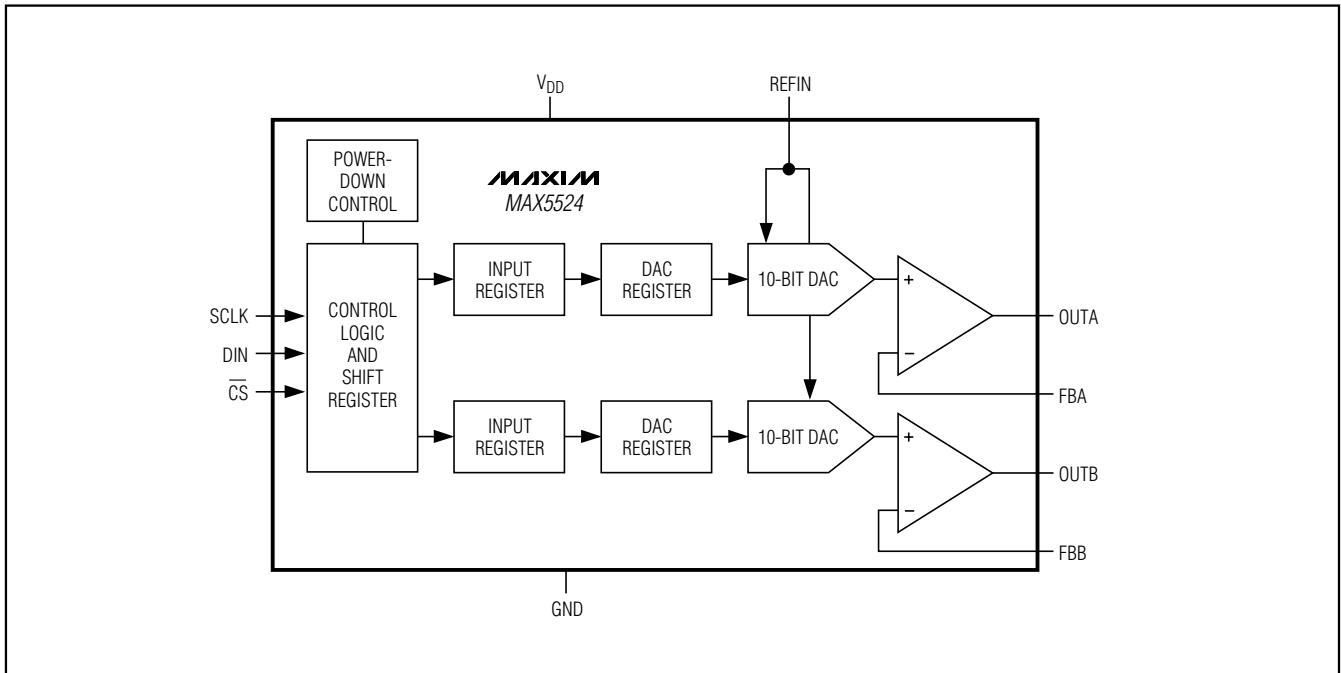 V_DD
REFIN
POWER-
DOWN
CONTROL
MAXIM
MAX5524
SCLK
DIN
C̅S̅
CONTROL
LOGIC
AND
SHIFT
REGISTER
INPUT
REGISTER
DAC
REGISTER
10-BIT DAC
+
−
OUTA
FBA
INPUT
REGISTER
DAC
REGISTER
10-BIT DAC
+
−
OUTB
FBB
GND